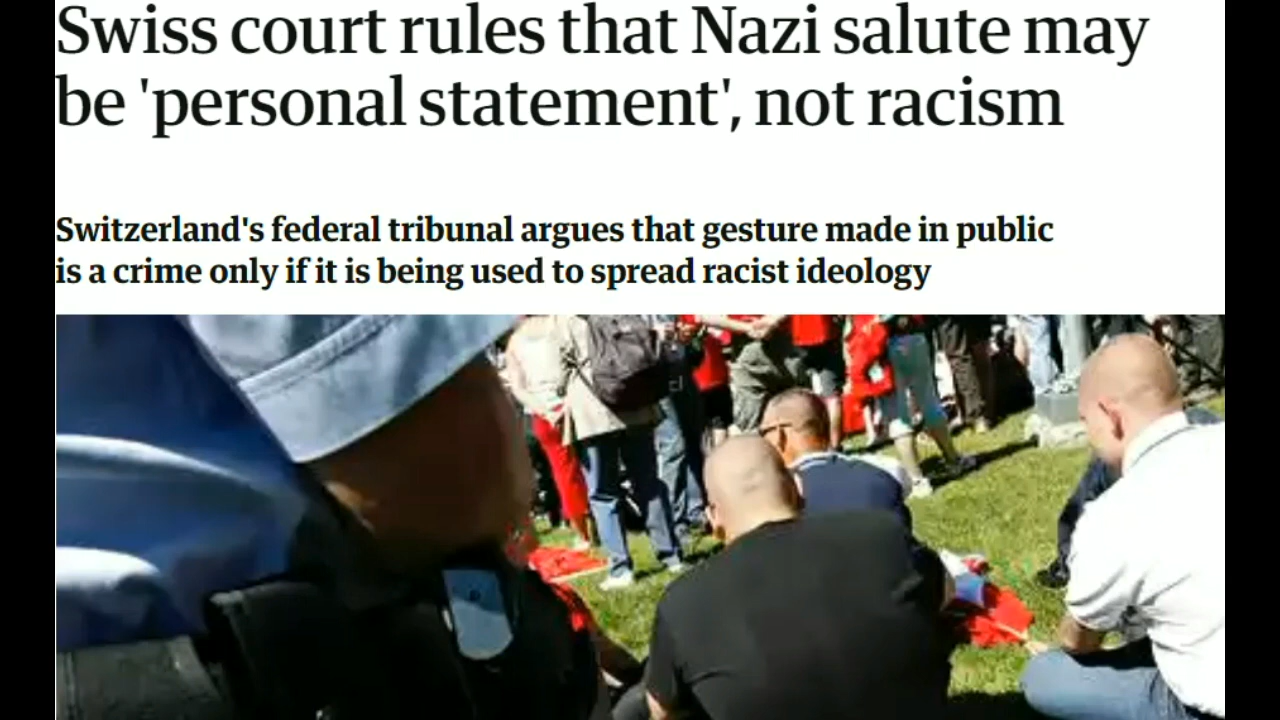 Swiss court rules that Nazi salute may
be 'personal statement', not racism
Switzerland's federal tribunal argues that gesture made in public
is a crime only if it is being used to spread racist ideology